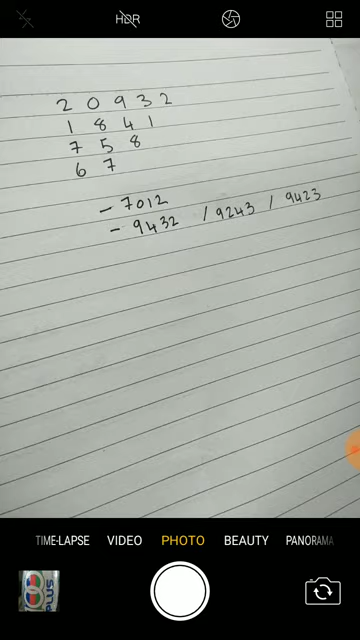 HDR
2 0 9 3 2
1 8 4 1
7 5 8
6 7
- 7012
- 9432 / 9243 / 9423
TIME-LAPSE VIDEO PHOTO BEAUTY PANORAMA
PLUS